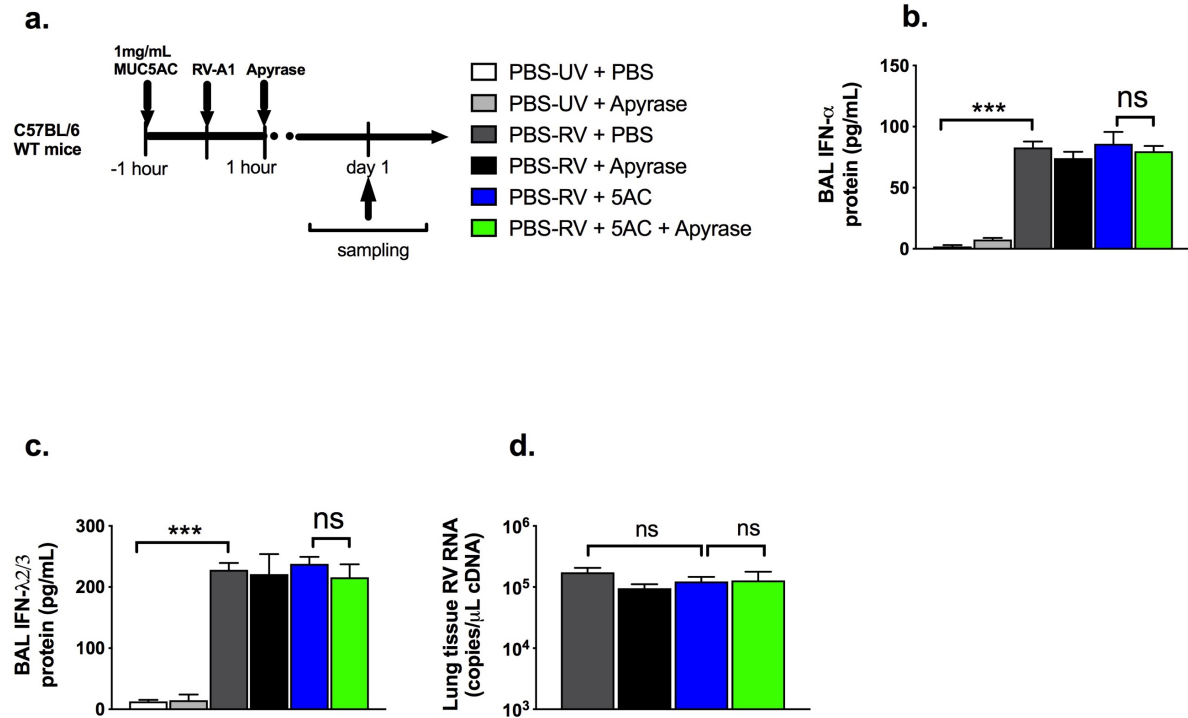 a.
1mg/mL
MUC5AC RV-A1 Apyrase
C57BL/6
WT mice
-1 hour 1 hour day 1
sampling
PBS-UV + PBS
PBS-UV + Apyrase
PBS-RV + PBS
PBS-RV + Apyrase
PBS-RV + 5AC
PBS-RV + 5AC + Apyrase
b.
BAL IFN-α
protein (pg/mL)
150
100
50
0
***
ns
c.
BAL IFN-λ2/3
protein (pg/mL)
300
200
100
0
***
ns
d.
Lung tissue RV RNA
(copies/μL cDNA)
10⁶
10⁵
10⁴
10³
ns
ns